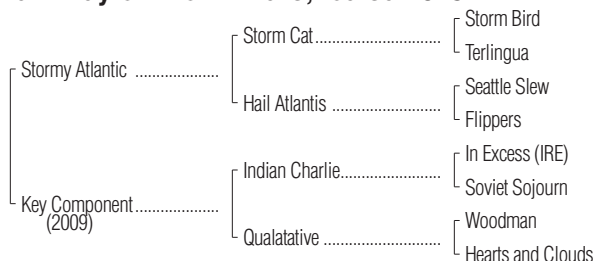 Storm Bird
Storm Cat
Terlingua
Stormy Atlantic
Seattle Slew
Hail Atlantis
Flippers
In Excess (IRE)
Indian Charlie
Soviet Sojourn
Key Component
(2009)
Woodman
Qualatative
Hearts and Clouds